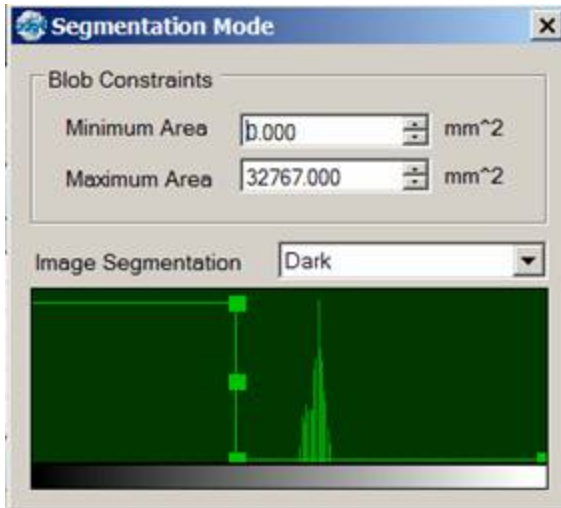 Segmentation Mode
Blob Constraints
Minimum Area 0.000 mm^2
Maximum Area 32767.000 mm^2
Image Segmentation Dark